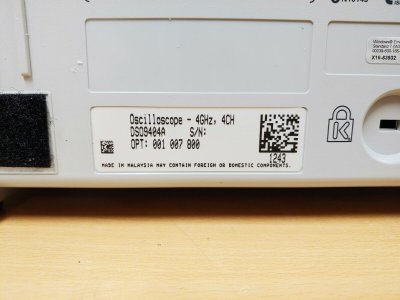 Oscilloscope - 4GHz, 4CH
DSO9404A S/N:
OPT: 001 007 800
1243
MADE IN MALAYSIA MAY CONTAIN FOREIGN OR DOMESTIC COMPONENTS.
K